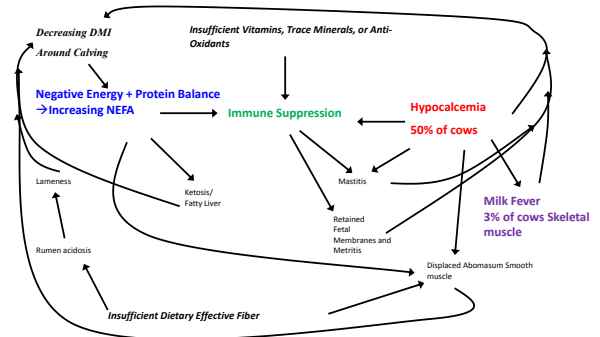 Decreasing DMI
Around Calving
Insufficient Vitamins, Trace Minerals, or Anti-
Oxidants
Negative Energy + Protein Balance
→Increasing NEFA
Immune Suppression
Hypocalcemia
50% of cows
Lameness
Ketosis/
Fatty Liver
Mastitis
Milk Fever
3% of cows Skeletal
muscle
Retained
Fetal
Membranes and
Metritis
Rumen acidosis
Displaced Abomasum Smooth
muscle
Insufficient Dietary Effective Fiber